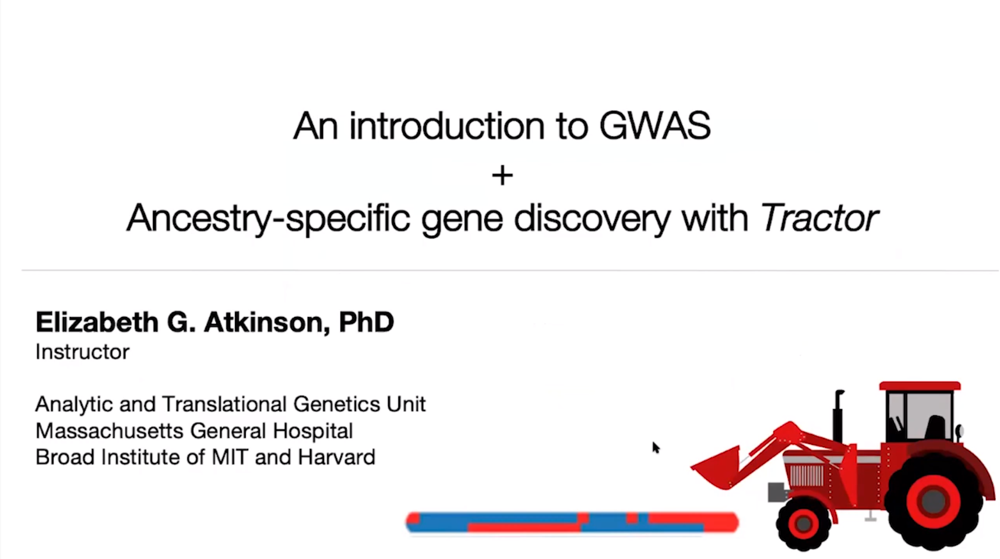 An introduction to GWAS
+
Ancestry-specific gene discovery with Tractor
Elizabeth G. Atkinson, PhD
Instructor
Analytic and Translational Genetics Unit
Massachusetts General Hospital
Broad Institute of MIT and Harvard